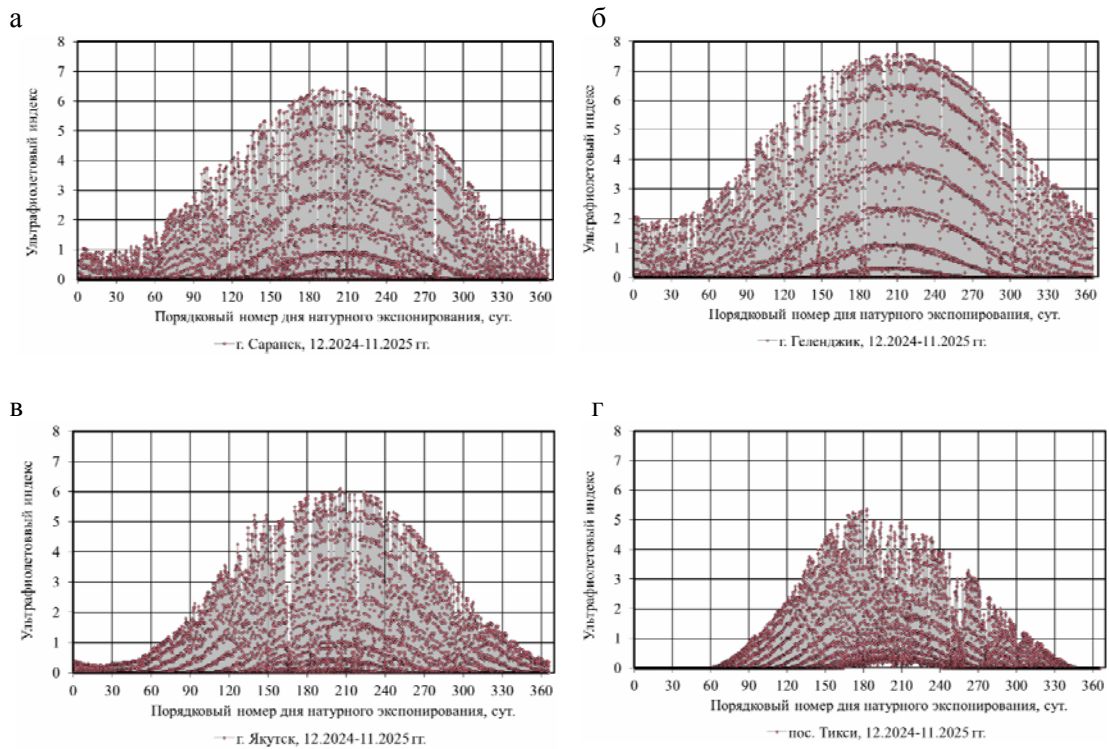 а
8
7
6
5
4
3
2
1
0
Ультрафиолетовый индекс
0 30 60 90 120 150 180 210 240 270 300 330 360
Порядковый номер дня натурного экспонирования, сут.
г. Саранск, 12.2024-11.2025 гг.
б
8
7
6
5
4
3
2
1
0
Ультрафиолетовый индекс
0 30 60 90 120 150 180 210 240 270 300 330 360
Порядковый номер дня натурного экспонирования, сут.
г. Геленджик, 12.2024-11.2025 гг.
в
8
7
6
5
4
3
2
1
0
Ультрафиолетоввый индекс
0 30 60 90 120 150 180 210 240 270 300 330 360
Порядковый номер дня натурного экспонирования, сут.
г. Якутск, 12.2024-11.2025 гг.
г
8
7
6
5
4
3
2
1
0
Ультрафиолетовый индекс
0 30 60 90 120 150 180 210 240 270 300 330 360
Порядковый номер дня натурного экспонирования, сут.
пос. Тикси, 12.2024-11.2025 гг.